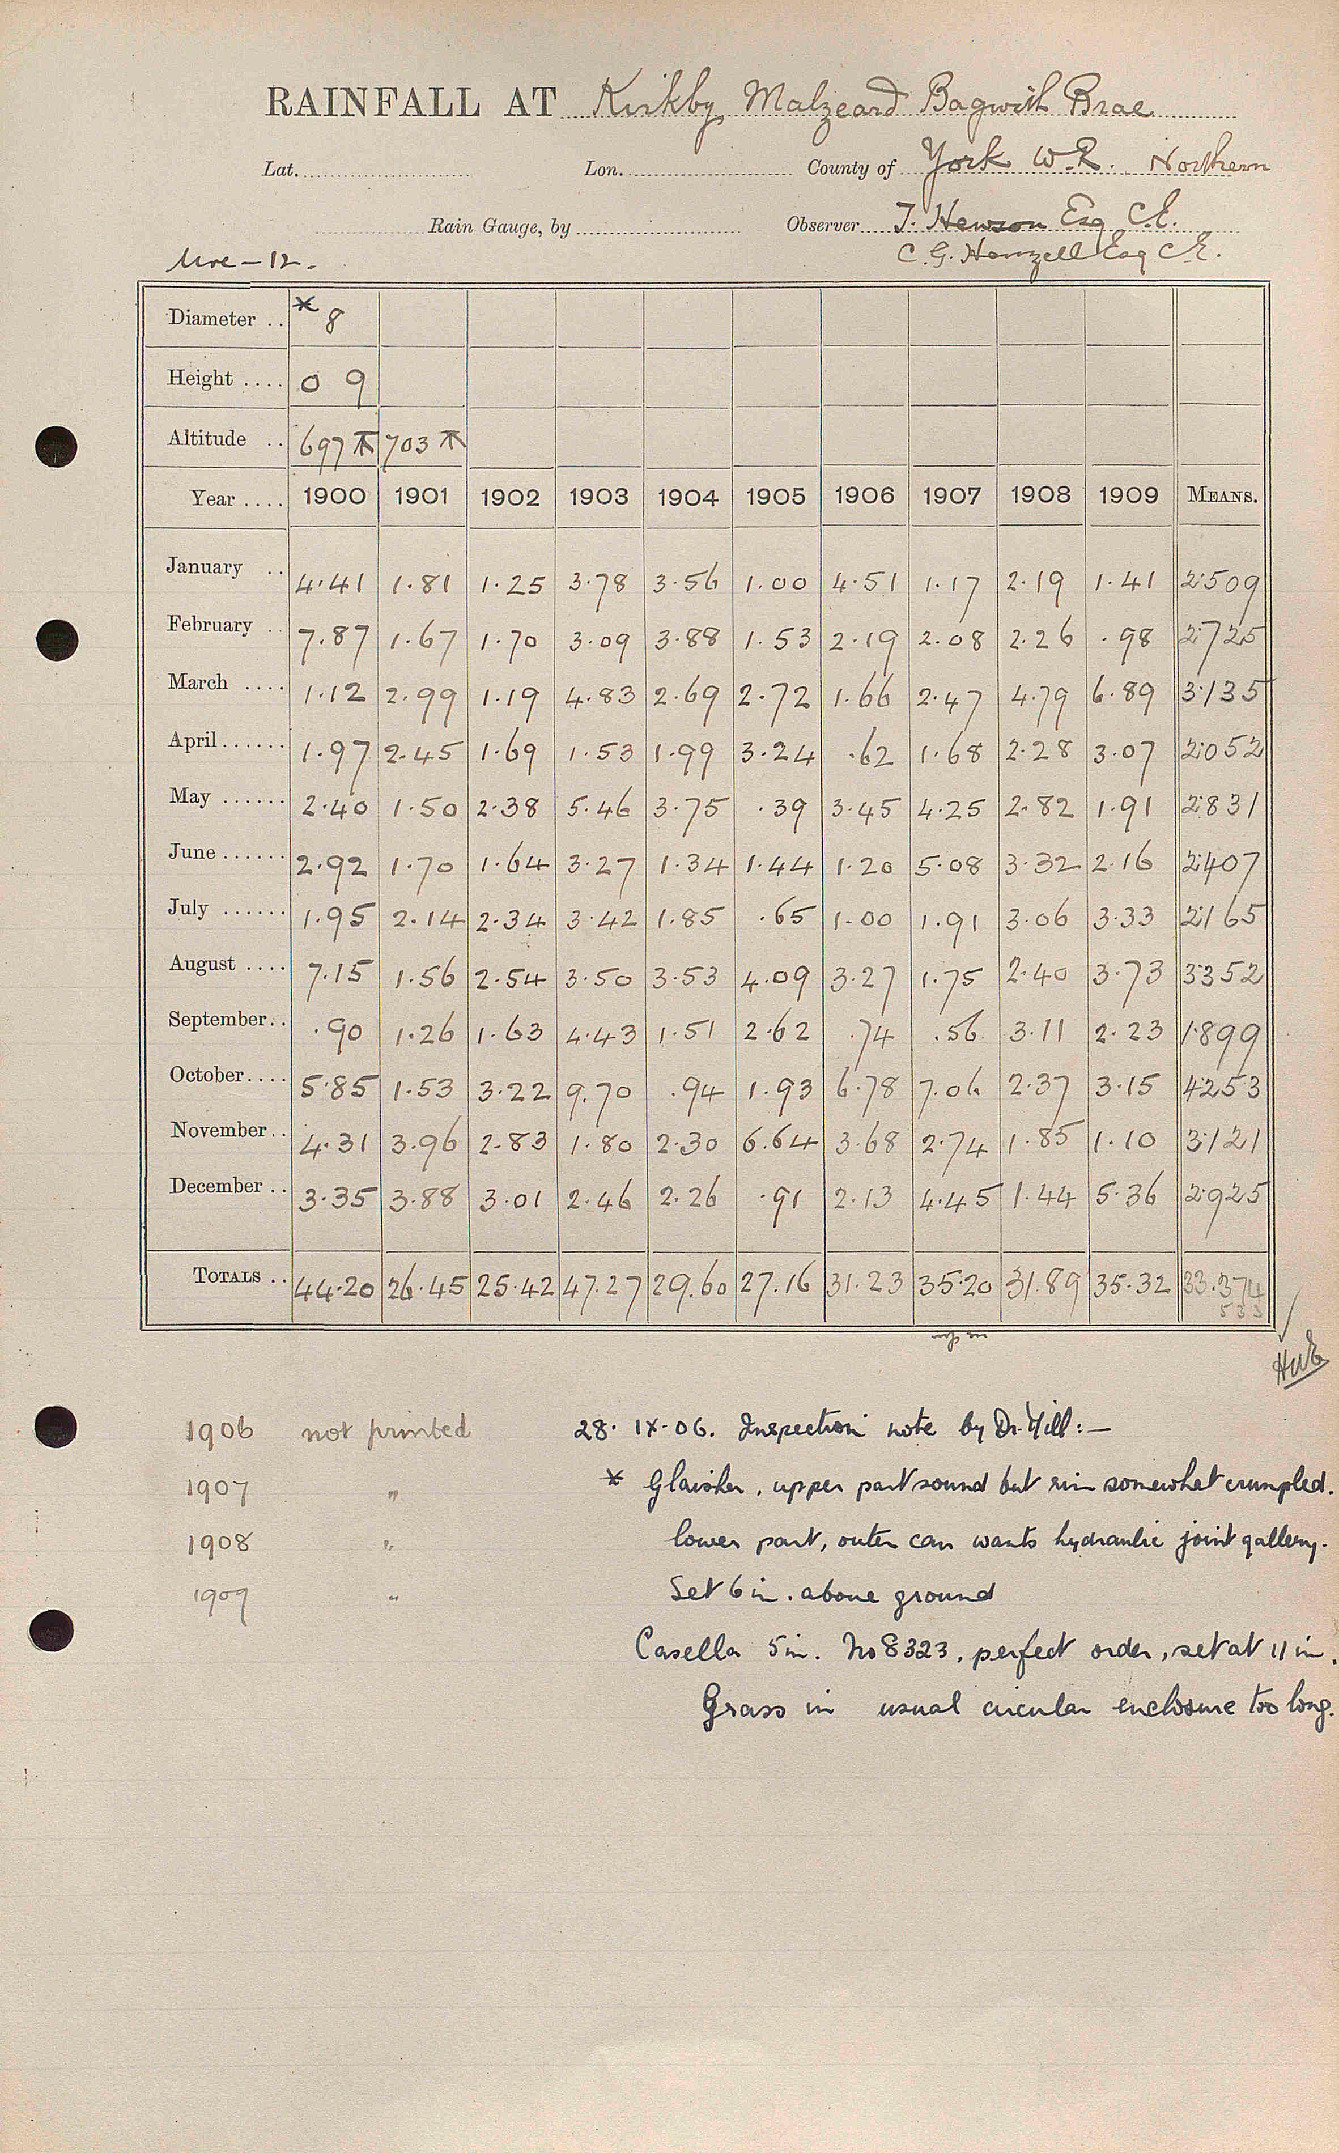 RAINFALL AT Kirkby Malzeard Bagwith Brae
Lat. Lon. County of York W.R. Northern
Rain Gauge, by Observer T. Hewson Esq C.E.
Ure - 12. C. G. Henzell Esq C.E.
Diameter .. * 8
Height .... 0 9
Altitude .. 697 703
Year .... 1900 1901 1902 1903 1904 1905 1906 1907 1908 1909 MEANS.
January .. 4.41 1.81 1.25 3.78 3.56 1.00 4.51 1.17 2.19 1.41 2.509
February .. 7.87 1.67 1.70 3.09 3.88 1.53 2.19 2.08 2.26 .98 2.725
March .... 1.12 2.99 1.19 4.83 2.69 2.72 1.66 2.47 4.79 6.89 3.135
April...... 1.97 2.45 1.69 1.53 1.99 3.24 .62 1.68 2.28 3.07 2.052
May ...... 2.40 1.50 2.38 5.46 3.75 .39 3.45 4.25 2.82 1.91 2.831
June...... 2.92 1.70 1.64 3.27 1.34 1.44 1.20 5.08 3.32 2.16 2.407
July ...... 1.95 2.14 2.34 3.42 1.85 .65 1.00 1.91 3.06 3.33 2.165
August .... 7.15 1.56 2.54 3.50 3.53 4.09 3.27 1.75 2.40 3.73 3.352
September.. .90 1.26 1.63 4.43 1.51 2.62 .74 .56 3.11 2.23 1.899
October.... 5.85 1.53 3.22 9.70 .94 1.93 6.78 7.06 2.37 3.15 4.253
November.. 4.31 3.96 2.83 1.80 2.30 6.64 3.68 2.74 1.85 1.10 3.121
December .. 3.35 3.88 3.01 2.46 2.26 .91 2.13 4.45 1.44 5.36 2.925
TOTALS .. 44.20 26.45 25.42 47.27 29.60 27.16 31.23 35.20 31.89 35.32 33.374
533
1906 not printed 28. IX. 06. Inspection note by Dr. Mill:—
1907 " * Glaisher, upper part sound but rim somewhat crumpled.
1908 " lower part, outer can wants hydraulic joint gallery.
1909 " Set 6 in. above ground
Casella 5 in. No 8323, perfect order, set at 11 in.
Grass in usual circular enclosure too long.